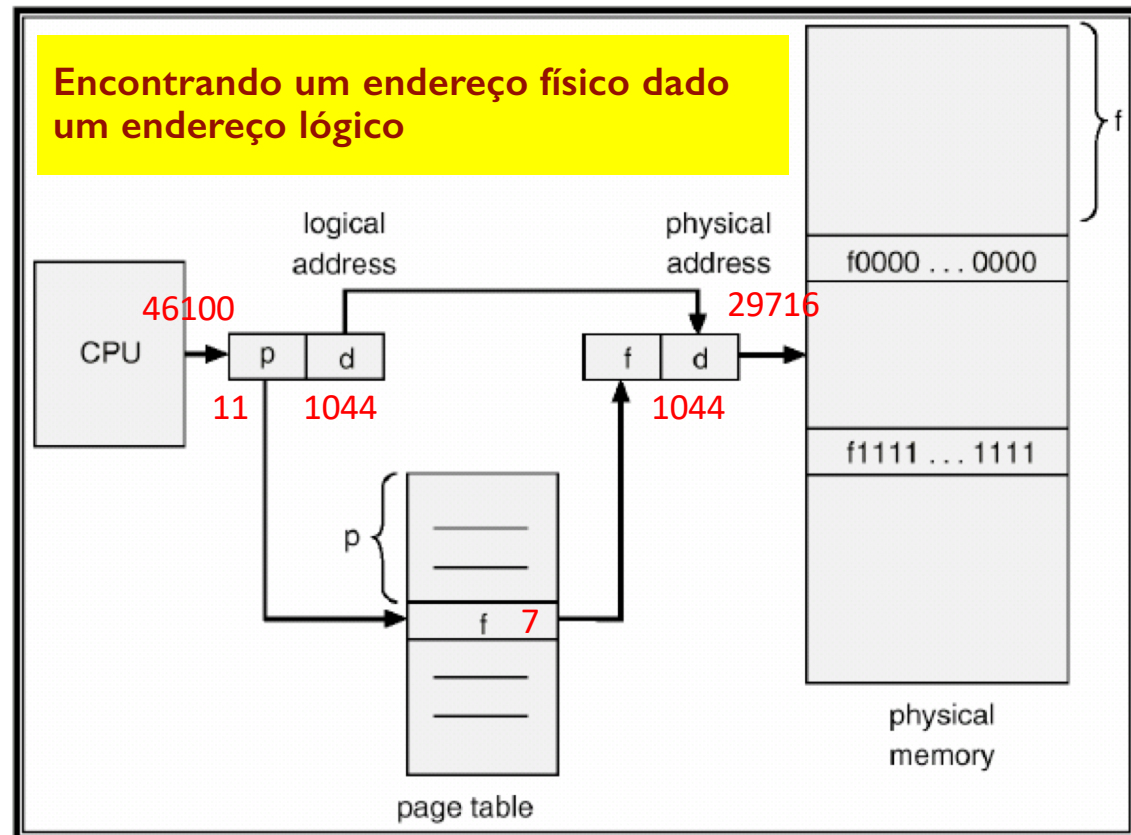 Encontrando um endereço físico dado
um endereço lógico
f
logical
address
physical
address
f0000 ... 0000
46100
29716
CPU
p d
f d
11 1044
1044
f1111 ... 1111
p
f 7
physical
memory
page table